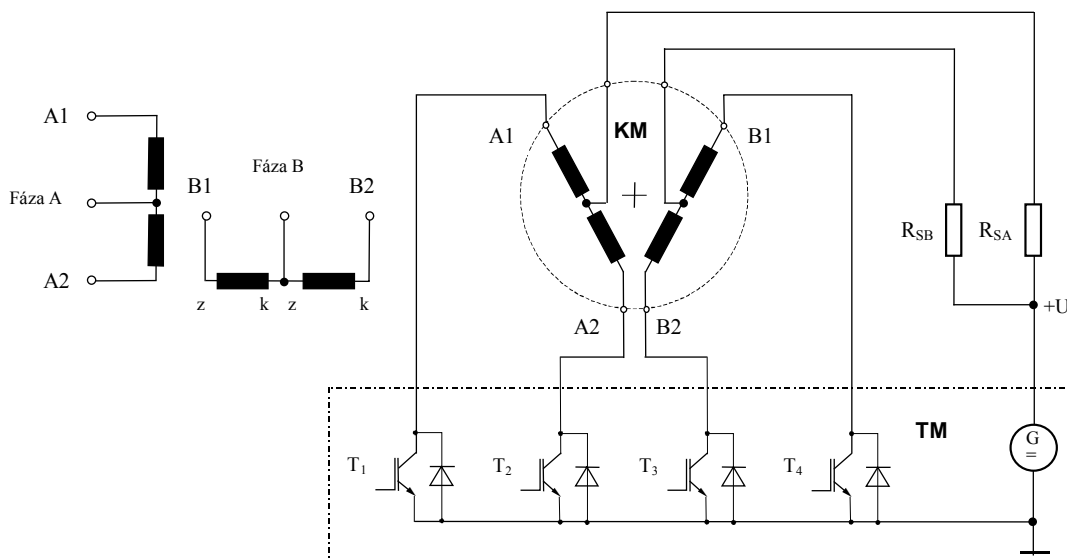 A1
Fáza A
A2
Fáza B
B1
B2
z
k
z
k
A1
KM
B1
A2
B2
R_SB
R_SA
+U
TM
T₁
T₂
T₃
T₄
G
=